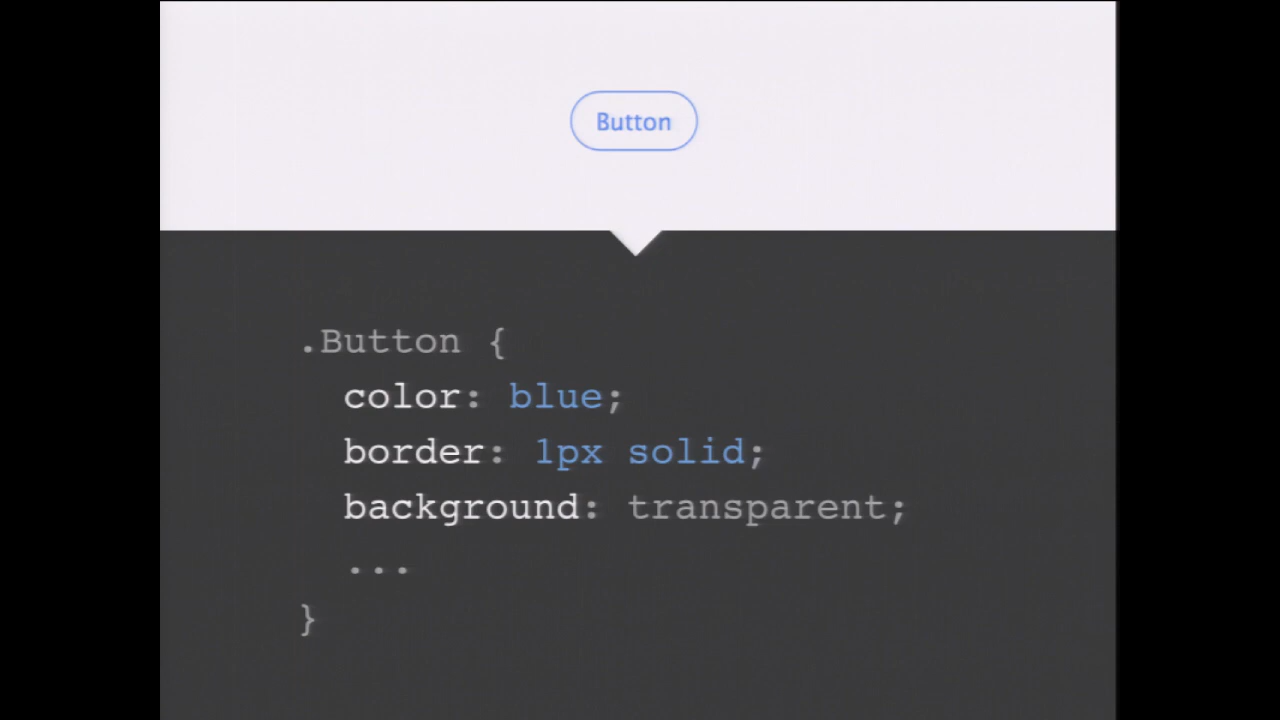 Button
.Button {
color: blue;
border: 1px solid;
background: transparent;
...
}